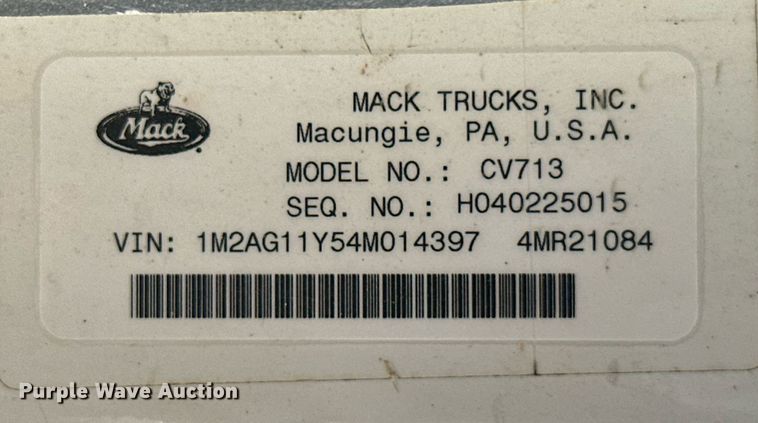 Mack
MACK TRUCKS, INC.
Macungie, PA, U.S.A.
MODEL NO.: CV713
SEQ. NO.: H040225015
VIN: 1M2AG11Y54M014397 4MR21084
Purple Wave Auction